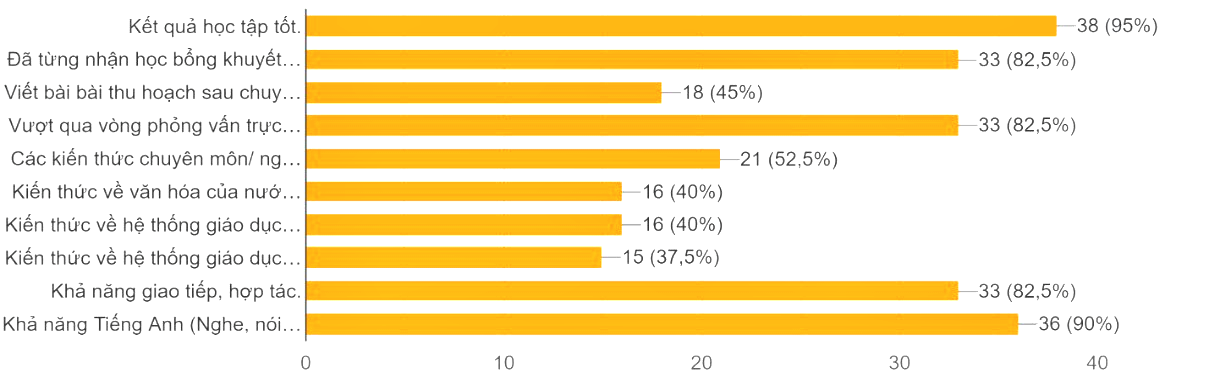 Kết quả học tập tốt. 38 (95%)
Đã từng nhận học bổng khuyết… 33 (82,5%)
Viết bài bài thu hoạch sau chuy… 18 (45%)
Vượt qua vòng phỏng vấn trực… 33 (82,5%)
Các kiến thức chuyên môn/ ng… 21 (52,5%)
Kiến thức về văn hóa của nướ… 16 (40%)
Kiến thức về hệ thống giáo dục… 16 (40%)
Kiến thức về hệ thống giáo dục… 15 (37,5%)
Khả năng giao tiếp, hợp tác. 33 (82,5%)
Khả năng Tiếng Anh (Nghe, nói… 36 (90%)
0 10 20 30 40